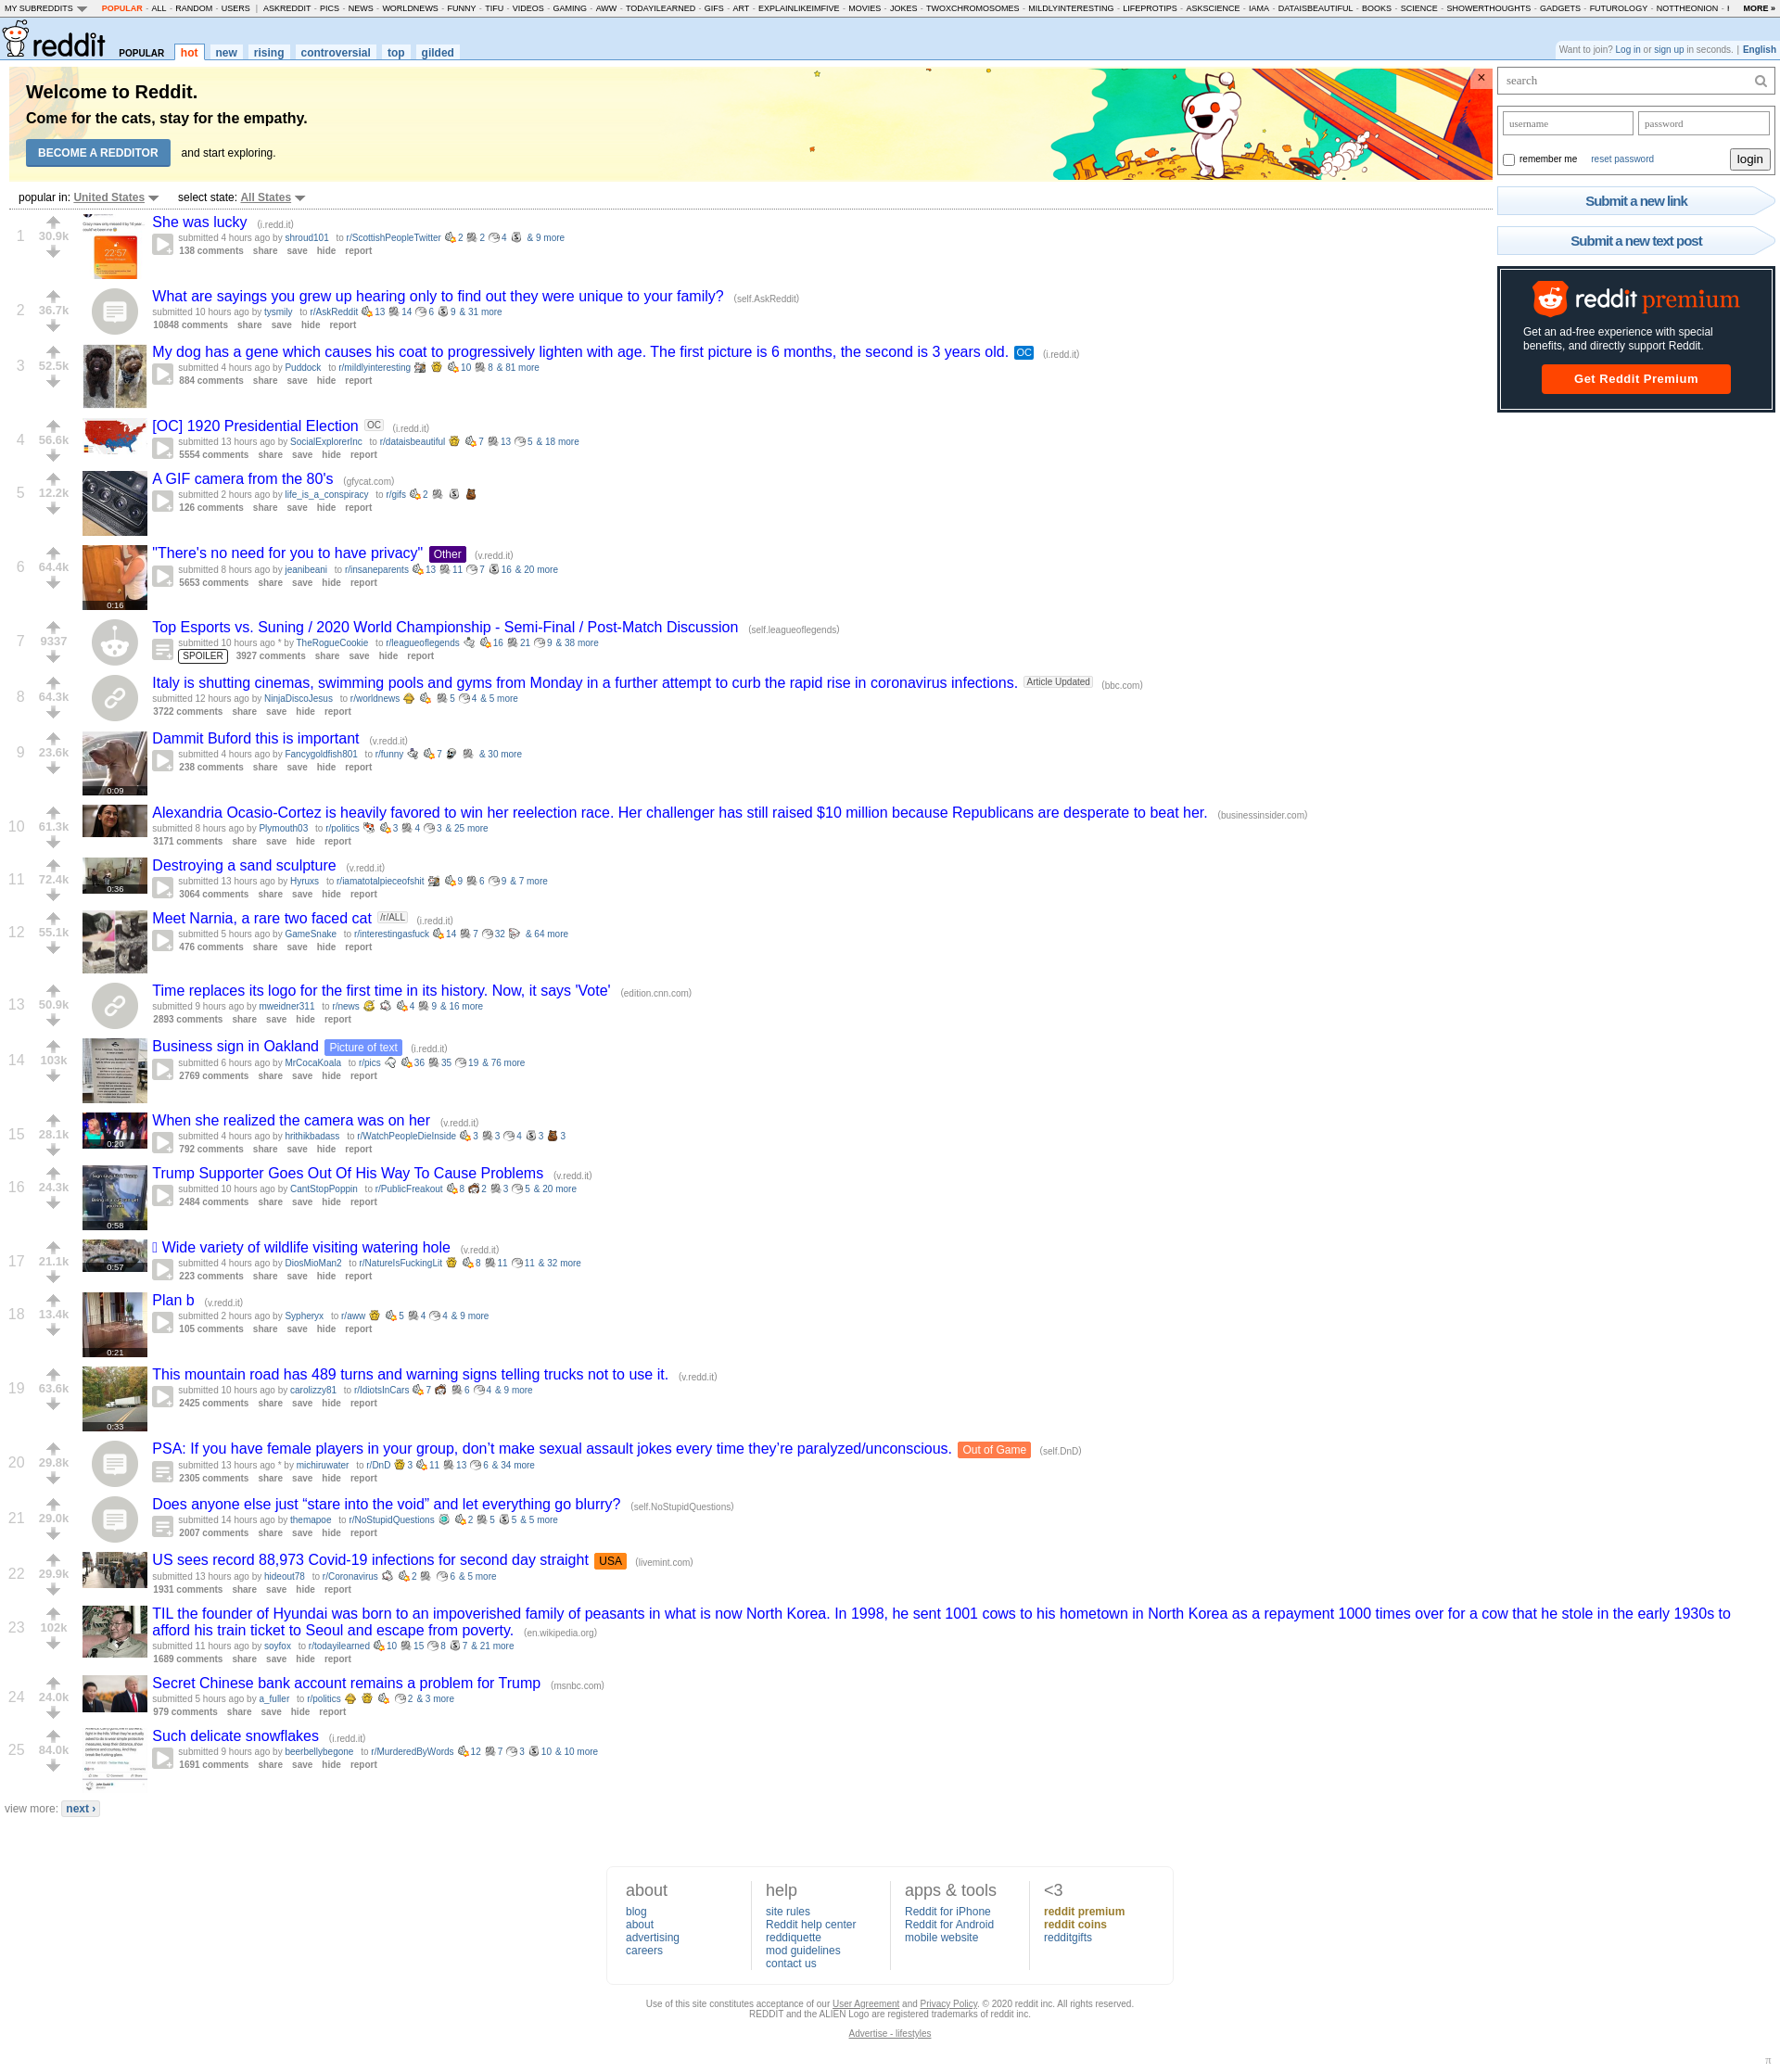 MY SUBREDDITS POPULAR - ALL - RANDOM - USERS | ASKREDDIT - PICS - NEWS - WORLDNEWS - FUNNY - TIFU - VIDEOS - GAMING - AWW - TODAYILEARNED - GIFS - ART - EXPLAINLIKEIMFIVE - MOVIES - JOKES - TWOXCHROMOSOMES - MILDLYINTERESTING - LIFEPROTIPS - ASKSCIENCE - IAMA - DATAISBEAUTIFUL - BOOKS - SCIENCE - SHOWERTHOUGHTS - GADGETS - FUTUROLOGY - NOTTHEONION - MORE »
reddit POPULAR hot new rising controversial top gilded
Want to join? Log in or sign up in seconds. | English
Welcome to Reddit.
Come for the cats, stay for the empathy.
BECOME A REDDITOR and start exploring.
×
search
username password
remember me reset password login
Submit a new link
Submit a new text post
reddit premium
Get an ad-free experience with special
benefits, and directly support Reddit.
Get Reddit Premium
popular in: United States select state: All States
1 30.9k
22:57
She was lucky (i.redd.it)
submitted 4 hours ago by shroud101 to r/ScottishPeopleTwitter 2 2 4 & 9 more
138 comments share save hide report
2 36.7k
What are sayings you grew up hearing only to find out they were unique to your family? (self.AskReddit)
submitted 10 hours ago by tysmily to r/AskReddit 13 14 6 9 & 31 more
10848 comments share save hide report
3 52.5k
My dog has a gene which causes his coat to progressively lighten with age. The first picture is 6 months, the second is 3 years old. OC (i.redd.it)
submitted 4 hours ago by Puddock to r/mildlyinteresting 10 8 & 81 more
884 comments share save hide report
4 56.6k
[OC] 1920 Presidential Election OC (i.redd.it)
submitted 13 hours ago by SocialExplorerInc to r/dataisbeautiful 7 13 5 & 18 more
5554 comments share save hide report
5 12.2k
A GIF camera from the 80's (gfycat.com)
submitted 2 hours ago by life_is_a_conspiracy to r/gifs 2
126 comments share save hide report
6 64.4k
0:16
"There's no need for you to have privacy" Other (v.redd.it)
submitted 8 hours ago by jeanibeani to r/insaneparents 13 11 7 16 & 20 more
5653 comments share save hide report
7 9337
Top Esports vs. Suning / 2020 World Championship - Semi-Final / Post-Match Discussion (self.leagueoflegends)
submitted 10 hours ago * by TheRogueCookie to r/leagueoflegends 16 21 9 & 38 more
SPOILER 3927 comments share save hide report
8 64.3k
Italy is shutting cinemas, swimming pools and gyms from Monday in a further attempt to curb the rapid rise in coronavirus infections. Article Updated (bbc.com)
submitted 12 hours ago by NinjaDiscoJesus to r/worldnews 5 4 & 5 more
3722 comments share save hide report
9 23.6k
0:09
Dammit Buford this is important (v.redd.it)
submitted 4 hours ago by Fancygoldfish801 to r/funny 7 & 30 more
238 comments share save hide report
10 61.3k
Alexandria Ocasio-Cortez is heavily favored to win her reelection race. Her challenger has still raised $10 million because Republicans are desperate to beat her. (businessinsider.com)
submitted 8 hours ago by Plymouth03 to r/politics 3 4 3 & 25 more
3171 comments share save hide report
11 72.4k
0:36
Destroying a sand sculpture (v.redd.it)
submitted 13 hours ago by Hyruxs to r/iamatotalpieceofshit 9 6 9 & 7 more
3064 comments share save hide report
12 55.1k
Meet Narnia, a rare two faced cat /r/ALL (i.redd.it)
submitted 5 hours ago by GameSnake to r/interestingasfuck 14 7 32 & 64 more
476 comments share save hide report
13 50.9k
Time replaces its logo for the first time in its history. Now, it says 'Vote' (edition.cnn.com)
submitted 9 hours ago by mweidner311 to r/news 4 9 & 16 more
2893 comments share save hide report
14 103k
Business sign in Oakland Picture of text (i.redd.it)
submitted 6 hours ago by MrCocaKoala to r/pics 36 35 19 & 76 more
2769 comments share save hide report
15 28.1k
0:20
When she realized the camera was on her (v.redd.it)
submitted 4 hours ago by hrithikbadass to r/WatchPeopleDieInside 3 3 4 3 3
792 comments share save hide report
16 24.3k
0:58
Trump Supporter Goes Out Of His Way To Cause Problems (v.redd.it)
submitted 10 hours ago by CantStopPoppin to r/PublicFreakout 8 2 3 5 & 20 more
2484 comments share save hide report
17 21.1k
0:57
Wide variety of wildlife visiting watering hole (v.redd.it)
submitted 4 hours ago by DiosMioMan2 to r/NatureIsFuckingLit 8 11 11 & 32 more
223 comments share save hide report
18 13.4k
0:21
Plan b (v.redd.it)
submitted 2 hours ago by Sypheryx to r/aww 5 4 4 & 9 more
105 comments share save hide report
19 63.6k
0:33
This mountain road has 489 turns and warning signs telling trucks not to use it. (v.redd.it)
submitted 10 hours ago by carolizzy81 to r/IdiotsInCars 7 6 4 & 9 more
2425 comments share save hide report
20 29.8k
PSA: If you have female players in your group, don’t make sexual assault jokes every time they’re paralyzed/unconscious. Out of Game (self.DnD)
submitted 13 hours ago * by michiruwater to r/DnD 3 11 13 6 & 34 more
2305 comments share save hide report
21 29.0k
Does anyone else just “stare into the void” and let everything go blurry? (self.NoStupidQuestions)
submitted 14 hours ago by themapoe to r/NoStupidQuestions 2 5 5 & 5 more
2007 comments share save hide report
22 29.9k
US sees record 88,973 Covid-19 infections for second day straight USA (livemint.com)
submitted 13 hours ago by hideout78 to r/Coronavirus 2 6 & 5 more
1931 comments share save hide report
23 102k
TIL the founder of Hyundai was born to an impoverished family of peasants in what is now North Korea. In 1998, he sent 1001 cows to his hometown in North Korea as a repayment 1000 times over for a cow that he stole in the early 1930s to
afford his train ticket to Seoul and escape from poverty. (en.wikipedia.org)
submitted 11 hours ago by soyfox to r/todayilearned 10 15 8 7 & 21 more
1689 comments share save hide report
24 24.0k
Secret Chinese bank account remains a problem for Trump (msnbc.com)
submitted 5 hours ago by a_fuller to r/politics 2 & 3 more
979 comments share save hide report
25 84.0k
Such delicate snowflakes (i.redd.it)
submitted 9 hours ago by beerbellybegone to r/MurderedByWords 12 7 3 10 & 10 more
1691 comments share save hide report
view more: next ›
about help apps & tools <3
blog site rules Reddit for iPhone reddit premium
about Reddit help center Reddit for Android reddit coins
advertising reddiquette mobile website redditgifts
careers mod guidelines
contact us
Use of this site constitutes acceptance of our User Agreement and Privacy Policy. © 2020 reddit inc. All rights reserved.
REDDIT and the ALIEN Logo are registered trademarks of reddit inc.
Advertise - lifestyles
π